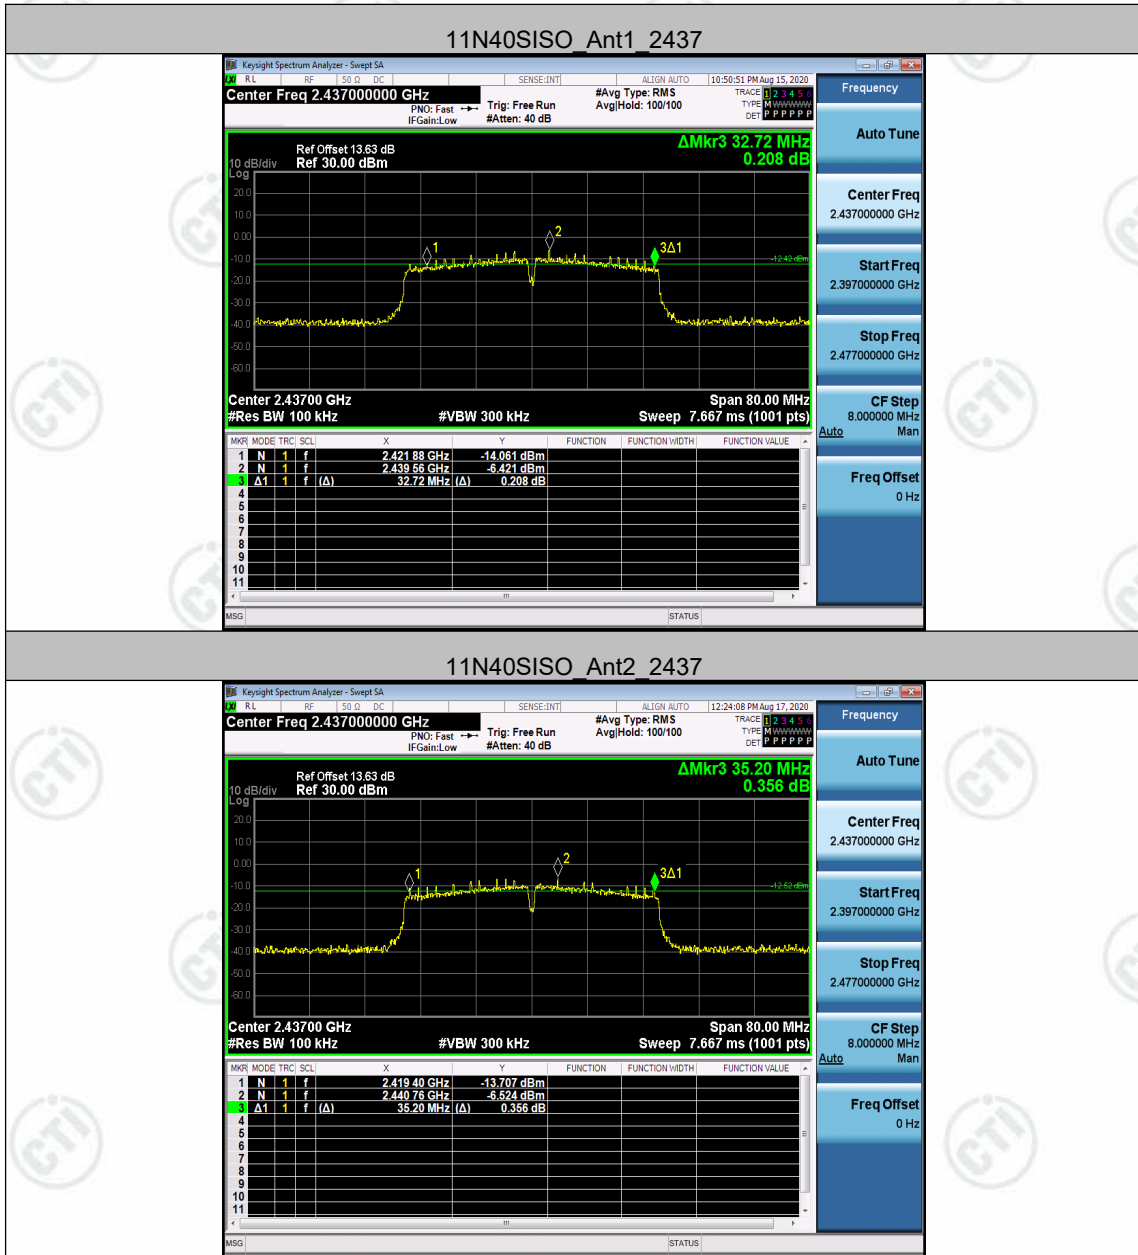 11N40SISO_Ant1_2437
Keysight Spectrum Analyzer - Swept SA
LXI RL RF 50 Ω DC SENSE:INT ALIGN AUTO 10:50:51 PM Aug 15, 2020
Center Freq 2.437000000 GHz #Avg Type: RMS TRACE 1 2 3 4 5 6
PNO: Fast Trig: Free Run Avg|Hold: 100/100 TYPE M WWWWW
IFGain:Low #Atten: 40 dB DET P P P P P P
Frequency
Auto Tune
ΔMkr3 32.72 MHz
Ref Offset 13.63 dB
10 dB/div Ref 30.00 dBm 0.208 dB
Log
20.0
10.0
0.00
-10.0
-20.0
-30.0
-40.0
-50.0
-60.0
1
2
3Δ1
-12.42 dBm
Center 2.43700 GHz Span 80.00 MHz
#Res BW 100 kHz #VBW 300 kHz Sweep 7.667 ms (1001 pts)
Center Freq
2.437000000 GHz
Start Freq
2.397000000 GHz
Stop Freq
2.477000000 GHz
CF Step
8.000000 MHz
Auto Man
Freq Offset
0 Hz
MKR MODE TRC SCL X Y FUNCTION FUNCTION WIDTH FUNCTION VALUE
1 N 1 f 2.421 88 GHz -14.061 dBm
2 N 1 f 2.439 56 GHz -6.421 dBm
3 Δ1 1 f (Δ) 32.72 MHz (Δ) 0.208 dB
4
5
6
7
8
9
10
11
MSG STATUS
11N40SISO_Ant2_2437
Keysight Spectrum Analyzer - Swept SA
LXI RL RF 50 Ω DC SENSE:INT ALIGN AUTO 12:24:08 PM Aug 17, 2020
Center Freq 2.437000000 GHz #Avg Type: RMS TRACE 1 2 3 4 5 6
PNO: Fast Trig: Free Run Avg|Hold: 100/100 TYPE M WWWWW
IFGain:Low #Atten: 40 dB DET P P P P P P
Frequency
Auto Tune
ΔMkr3 35.20 MHz
Ref Offset 13.63 dB
10 dB/div Ref 30.00 dBm 0.356 dB
Log
20.0
10.0
0.00
-10.0
-20.0
-30.0
-40.0
-50.0
-60.0
1
2
3Δ1
-12.52 dBm
Center 2.43700 GHz Span 80.00 MHz
#Res BW 100 kHz #VBW 300 kHz Sweep 7.667 ms (1001 pts)
Center Freq
2.437000000 GHz
Start Freq
2.397000000 GHz
Stop Freq
2.477000000 GHz
CF Step
8.000000 MHz
Auto Man
Freq Offset
0 Hz
MKR MODE TRC SCL X Y FUNCTION FUNCTION WIDTH FUNCTION VALUE
1 N 1 f 2.419 40 GHz -13.707 dBm
2 N 1 f 2.440 76 GHz -6.524 dBm
3 Δ1 1 f (Δ) 35.20 MHz (Δ) 0.356 dB
4
5
6
7
8
9
10
11
MSG STATUS
CTI